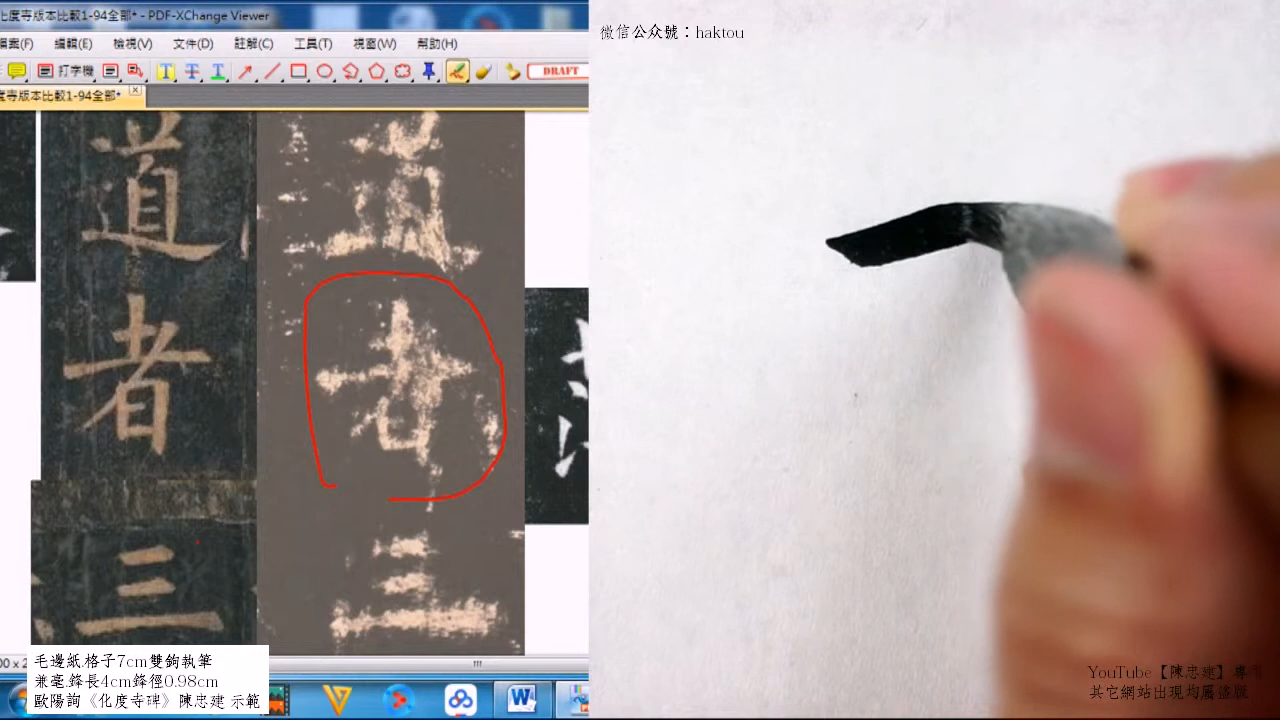 化度寺版本比較1-94全部* - PDF-XChange Viewer
檔案(F) 編輯(E) 檢視(V) 文件(D) 註解(C) 工具(T) 視窗(W) 幫助(H)
打字機 T T T DRAFT
度寺版本比較1-94全部*
道
者
三
道
者
三
毛邊紙.格子7cm雙鉤執筆
兼毫.鋒長4cm鋒徑0.98cm
歐陽詢《化度寺碑》陳忠建 示範
微信公众號：haktou
YouTube【陳忠建】專
其它網站出現均屬盜版